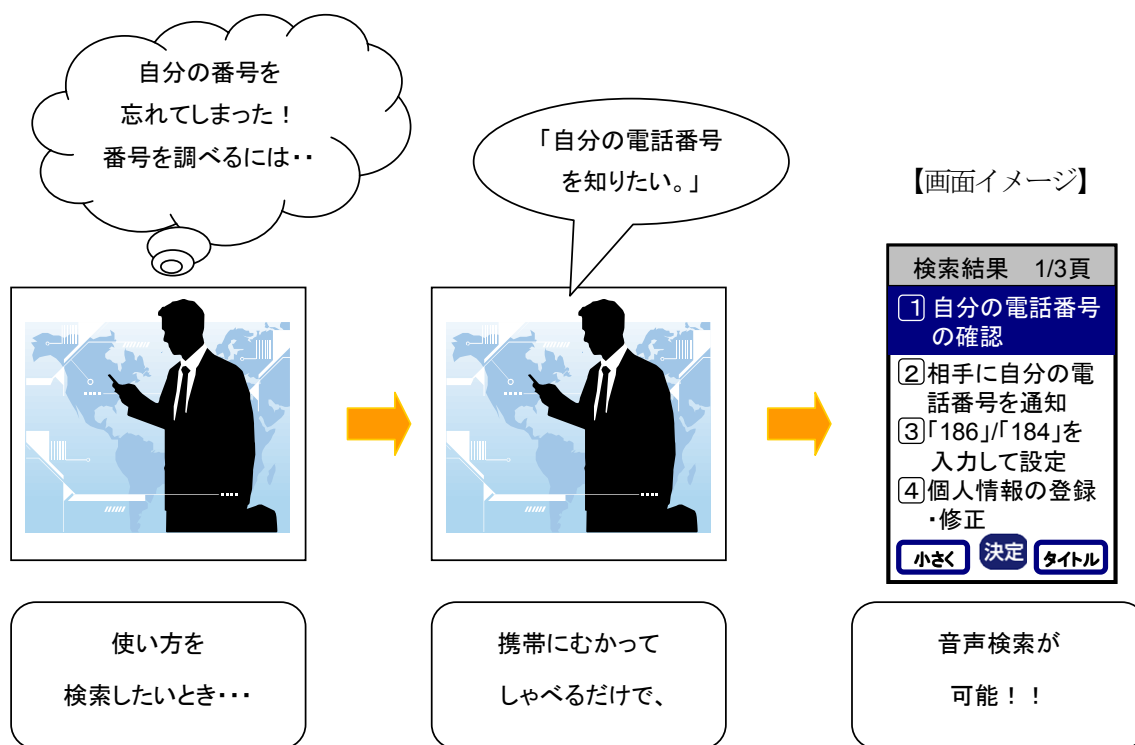 自分の番号を
忘れてしまった！
番号を調べるには・・
「自分の電話番号
を知りたい。」
【画面イメージ】
検索結果 1/3頁
1 自分の電話番号
の確認
2 相手に自分の電
話番号を通知
3 「186」/「184」を
入力して設定
4 個人情報の登録
・修正
小さく 決定 タイトル
使い方を
検索したいとき・・・
携帯にむかって
しゃべるだけで、
音声検索が
可能！！